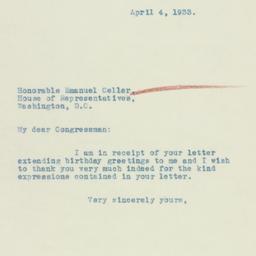 April 4, 1933.
Honorable Emanuel Celler,
House of Representatives,
Washington, D.C.
My dear Congressman:
I am in receipt of your letter
extending birthday greetings to me and I wish
to thank you very much indeed for the kind
expressions contained in your letter.
Very sincerely yours,